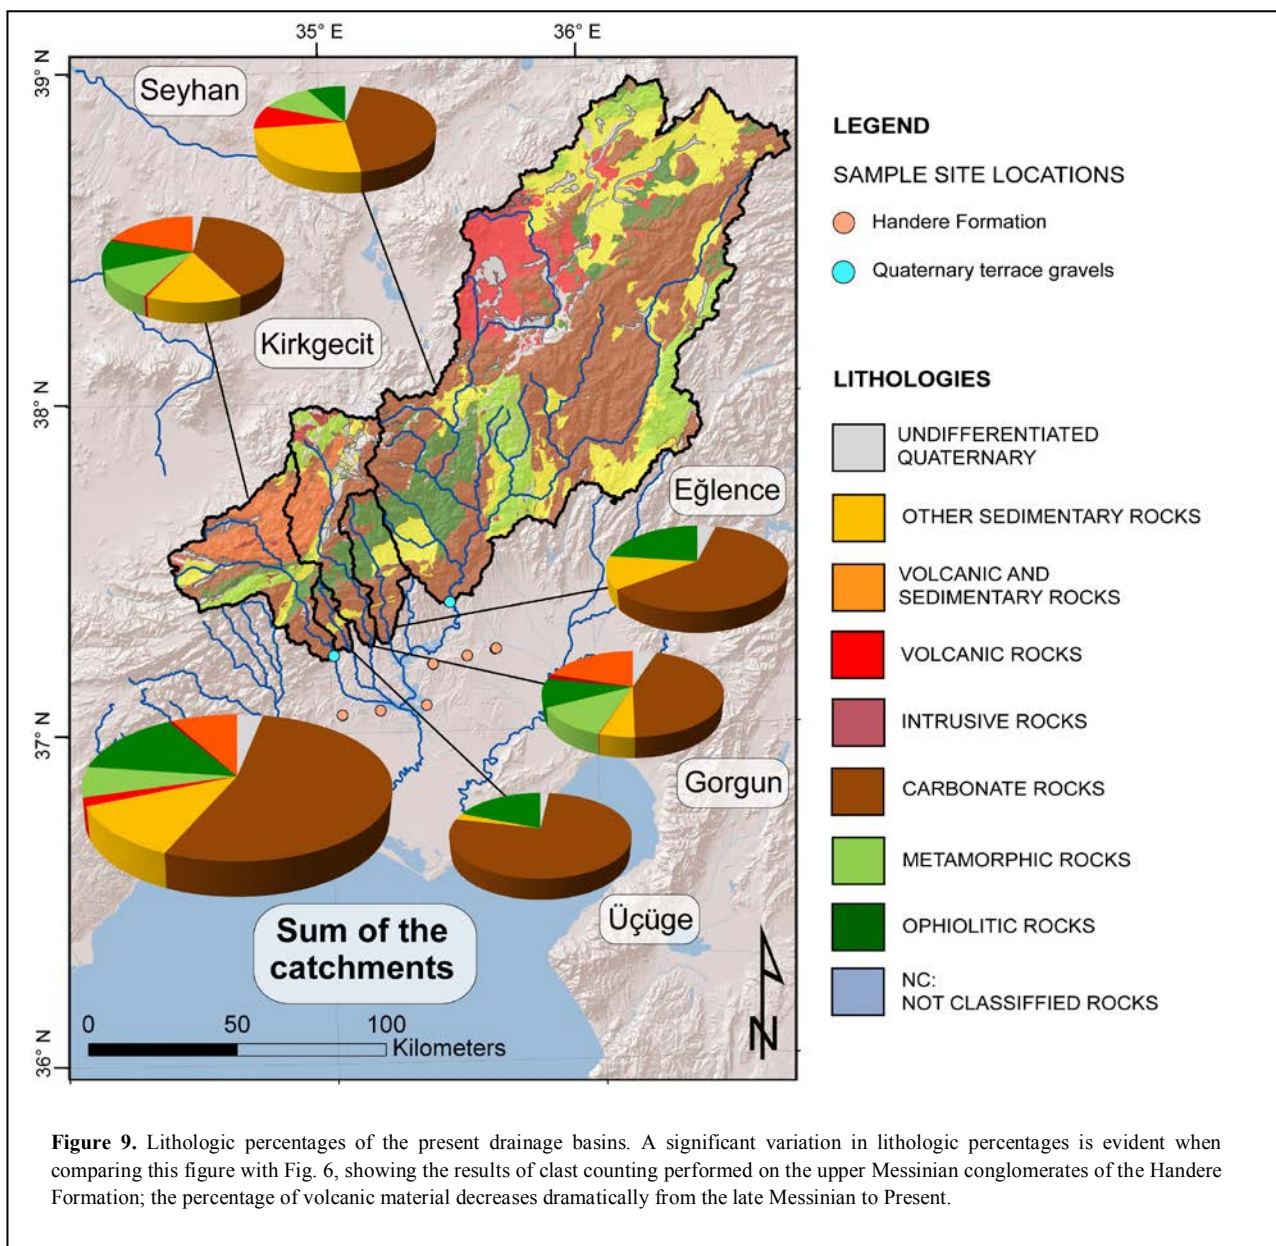 35° E
36° E
39° N
38° N
37° N
36° N
Seyhan
Kirkgecit
Eğlence
Gorgun
Üçüge
Sum of the
catchments
0
50
100
Kilometers
N
LEGEND
SAMPLE SITE LOCATIONS
Handere Formation
Quaternary terrace gravels
LITHOLOGIES
UNDIFFERENTIATED
QUATERNARY
OTHER SEDIMENTARY ROCKS
VOLCANIC AND
SEDIMENTARY ROCKS
VOLCANIC ROCKS
INTRUSIVE ROCKS
CARBONATE ROCKS
METAMORPHIC ROCKS
OPHIOLITIC ROCKS
NC:
NOT CLASSIFFIED ROCKS
Figure 9. Lithologic percentages of the present drainage basins. A significant variation in lithologic percentages is evident when
comparing this figure with Fig. 6, showing the results of clast counting performed on the upper Messinian conglomerates of the Handere
Formation; the percentage of volcanic material decreases dramatically from the late Messinian to Present.